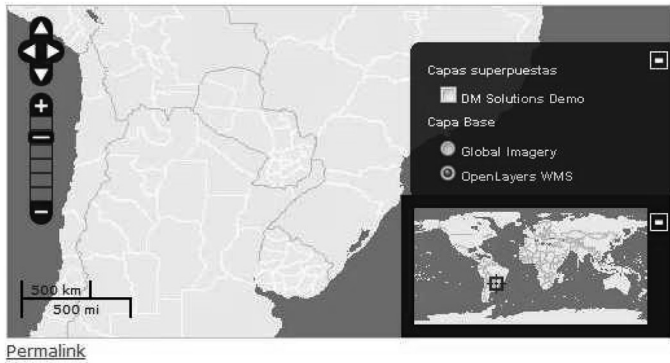 Capas superpuestas
DM Solutions Demo
Capa Base
Global Imagery
OpenLayers WMS
500 km
500 mi
Permalink